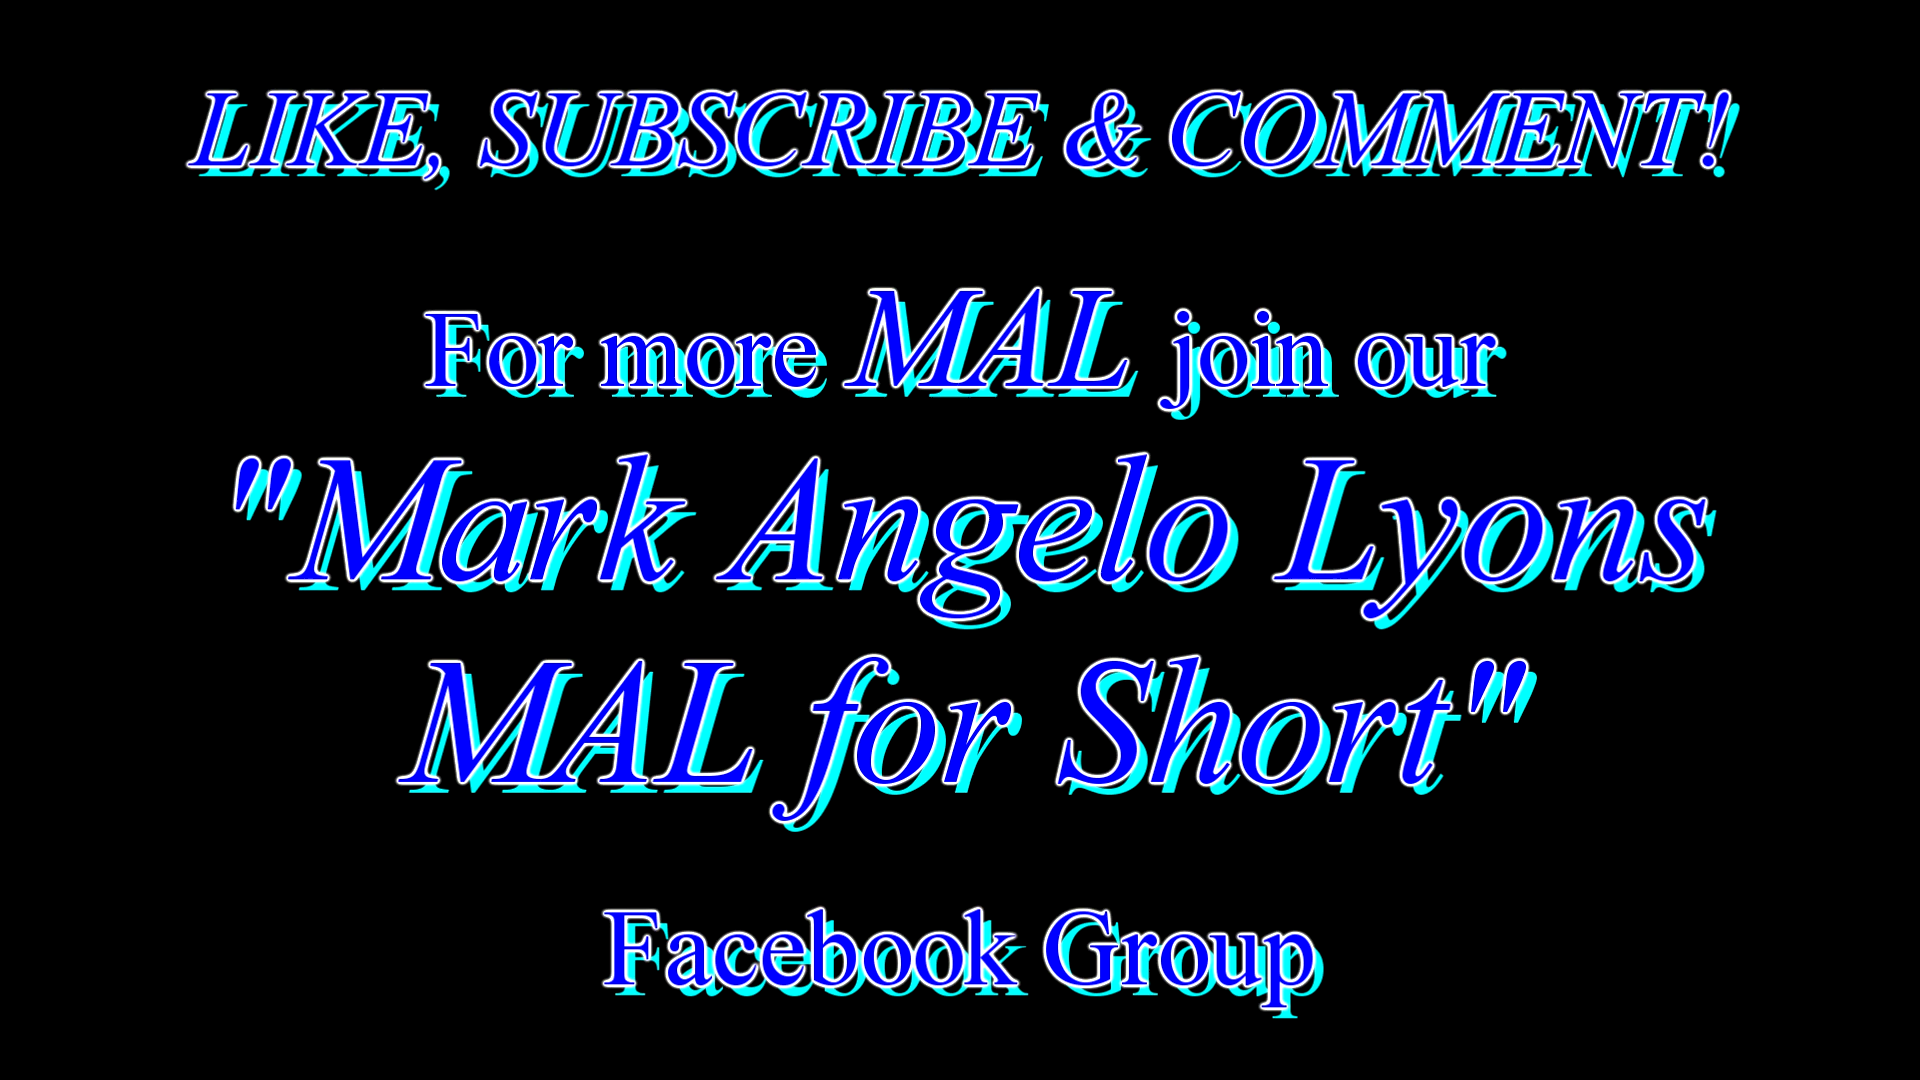 LIKE, SUBSCRIBE & COMMENT!
For more MAL join our
"Mark Angelo Lyons
MAL for Short"
Facebook Group